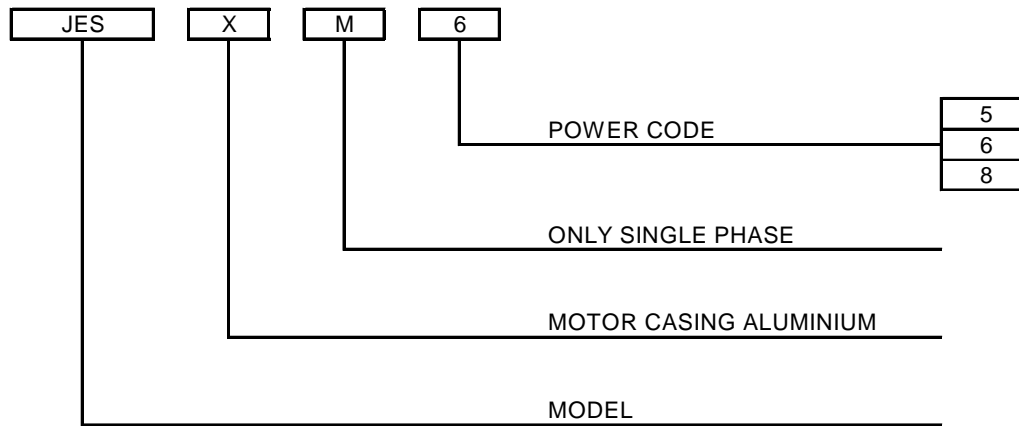 JES X M 6
5
POWER CODE
6
8
ONLY SINGLE PHASE
MOTOR CASING ALUMINIUM
MODEL